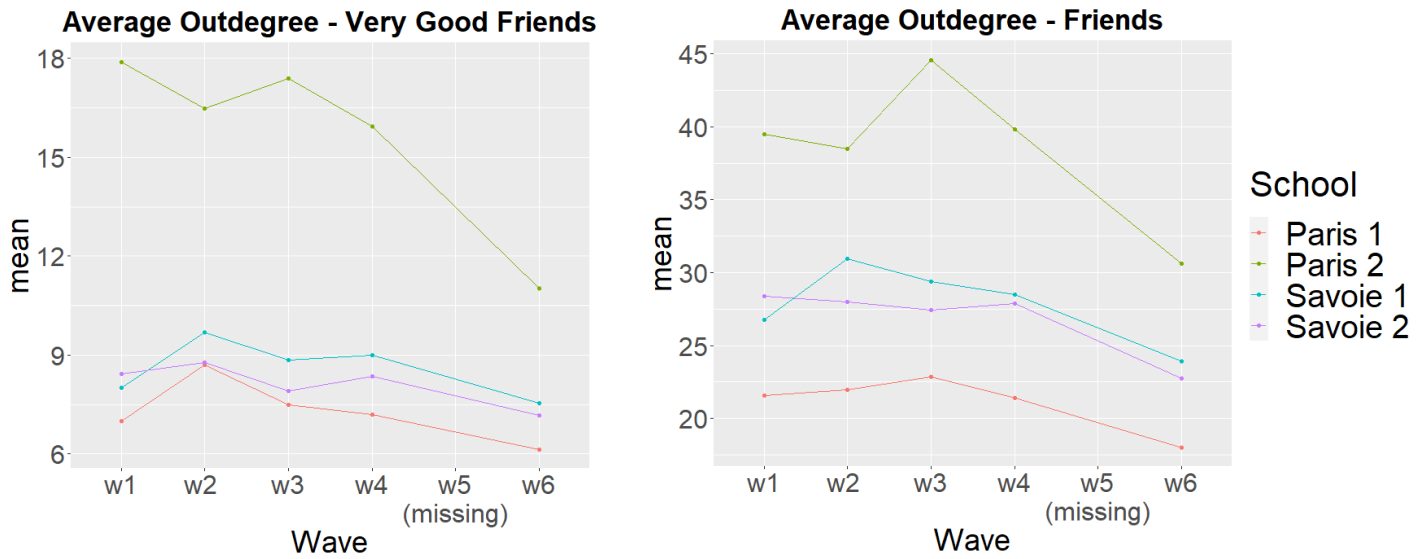 Average Outdegree - Very Good Friends
18
15
12
9
6
mean
w1 w2 w3 w4 w5 w6
(missing)
Wave
Average Outdegree - Friends
45
40
35
30
25
20
mean
w1 w2 w3 w4 w5 w6
(missing)
Wave
School
Paris 1
Paris 2
Savoie 1
Savoie 2